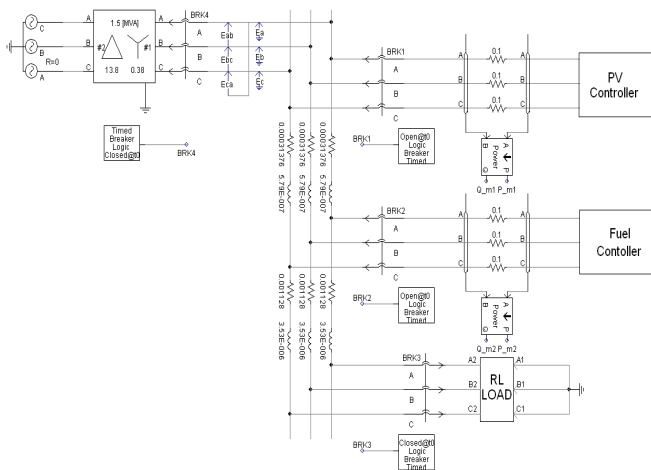 C
B
R=0
A
1.5 [MVA]
A
B
C
#2
#1
A
B
C
13.8
0.38
BRK4
A
B
C
Eab
Ebc
Eca
Ea
Eb
Ec
Timed
Breaker
Logic
Closed@t0
BRK4
BRK1
A
B
C
A
B
C
0.1
0.1
0.1
A
B
C
PV
Controller
BRK1
Open@t0
Logic
Breaker
Timed
A
B
Power
P
Q
Q_m1 P_m1
0.00031376
0.00031376
0.00031376
5.79E-007
5.79E-007
5.79E-007
BRK2
A
B
C
A
B
C
0.1
0.1
0.1
A
B
C
Fuel
Contoller
BRK2
Open@t0
Logic
Breaker
Timed
A
B
Power
P
Q
Q_m2 P_m2
0.001128
0.001128
0.001128
3.53E-006
3.53E-006
3.53E-006
BRK3
A
B
C
A2
B2
C2
RL
LOAD
A1
B1
C1
BRK3
Closed@t0
Logic
Breaker
Timed